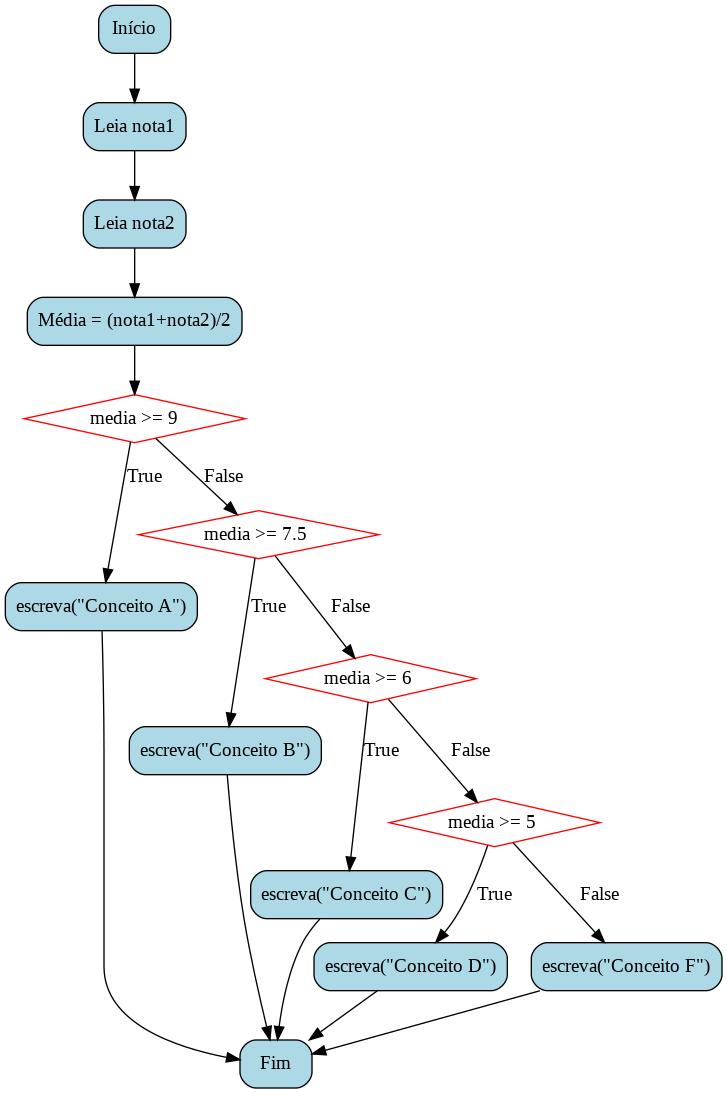 Início
Leia nota1
Leia nota2
Média = (nota1+nota2)/2
media >= 9
True
False
media >= 7.5
escreva("Conceito A")
True
False
media >= 6
escreva("Conceito B")
True
False
media >= 5
escreva("Conceito C")
True
False
escreva("Conceito D")
escreva("Conceito F")
Fim